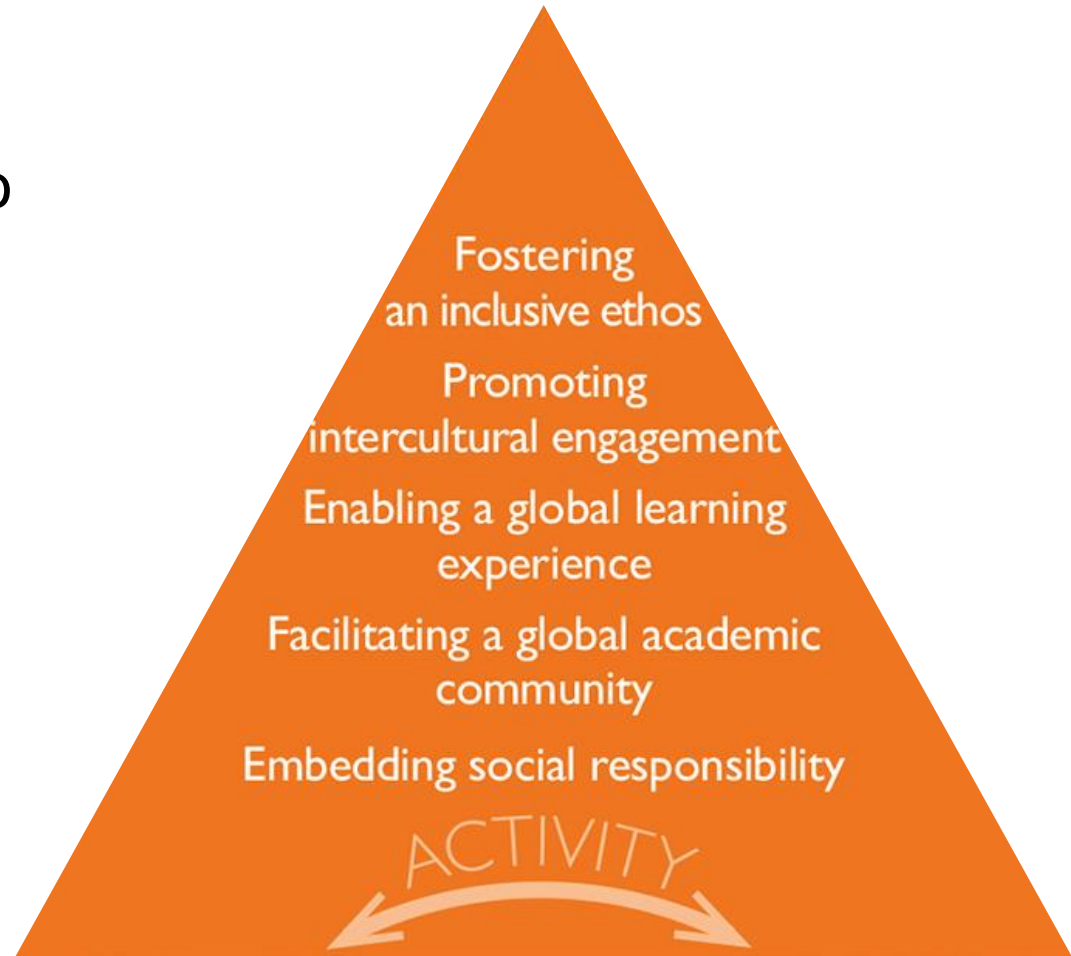 Fostering
an inclusive ethos
Promoting
intercultural engagement
Enabling a global learning
experience
Facilitating a global academic
community
Embedding social responsibility
ACTIVITY